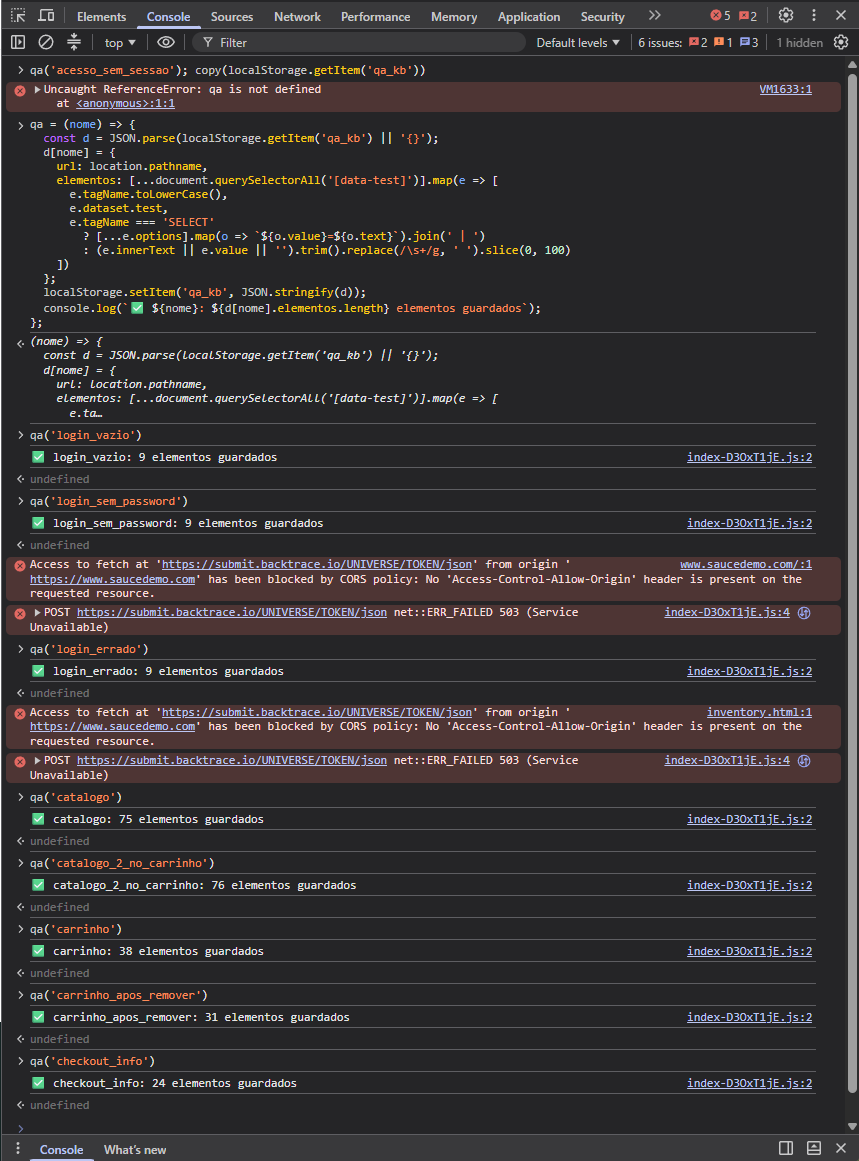 Elements Console Sources Network Performance Memory Application Security 5 2
top Filter Default levels 6 issues: 2 1 3 1 hidden
qa('acesso_sem_sessao'); copy(localStorage.getItem('qa_kb'))
Uncaught ReferenceError: qa is not defined VM1633:1
at <anonymous>:1:1
qa = (nome) => {
const d = JSON.parse(localStorage.getItem('qa_kb') || '{}');
d[nome] = {
url: location.pathname,
elementos: [...document.querySelectorAll('[data-test]')].map(e => [
e.tagName.toLowerCase(),
e.dataset.test,
e.tagName === 'SELECT'
? [...e.options].map(o => `${o.value}=${o.text}`).join(' | ')
: (e.innerText || e.value || '').trim().replace(/\s+/g, ' ').slice(0, 100)
])
};
localStorage.setItem('qa_kb', JSON.stringify(d));
console.log(`✅ ${nome}: ${d[nome].elementos.length} elementos guardados`);
};
(nome) => {
const d = JSON.parse(localStorage.getItem('qa_kb') || '{}');
d[nome] = {
url: location.pathname,
elementos: [...document.querySelectorAll('[data-test]')].map(e => [
e.ta…
qa('login_vazio')
✅ login_vazio: 9 elementos guardados index-D3OxT1jE.js:2
undefined
qa('login_sem_password')
✅ login_sem_password: 9 elementos guardados index-D3OxT1jE.js:2
undefined
Access to fetch at 'https://submit.backtrace.io/UNIVERSE/TOKEN/json' from origin ' www.saucedemo.com/:1
https://www.saucedemo.com' has been blocked by CORS policy: No 'Access-Control-Allow-Origin' header is present on the
requested resource.
POST https://submit.backtrace.io/UNIVERSE/TOKEN/json net::ERR_FAILED 503 (Service index-D3OxT1jE.js:4
Unavailable)
qa('login_errado')
✅ login_errado: 9 elementos guardados index-D3OxT1jE.js:2
undefined
Access to fetch at 'https://submit.backtrace.io/UNIVERSE/TOKEN/json' from origin ' inventory.html:1
https://www.saucedemo.com' has been blocked by CORS policy: No 'Access-Control-Allow-Origin' header is present on the
requested resource.
POST https://submit.backtrace.io/UNIVERSE/TOKEN/json net::ERR_FAILED 503 (Service index-D3OxT1jE.js:4
Unavailable)
qa('catalogo')
✅ catalogo: 75 elementos guardados index-D3OxT1jE.js:2
undefined
qa('catalogo_2_no_carrinho')
✅ catalogo_2_no_carrinho: 76 elementos guardados index-D3OxT1jE.js:2
undefined
qa('carrinho')
✅ carrinho: 38 elementos guardados index-D3OxT1jE.js:2
undefined
qa('carrinho_apos_remover')
✅ carrinho_apos_remover: 31 elementos guardados index-D3OxT1jE.js:2
undefined
qa('checkout_info')
✅ checkout_info: 24 elementos guardados index-D3OxT1jE.js:2
undefined
Console What's new